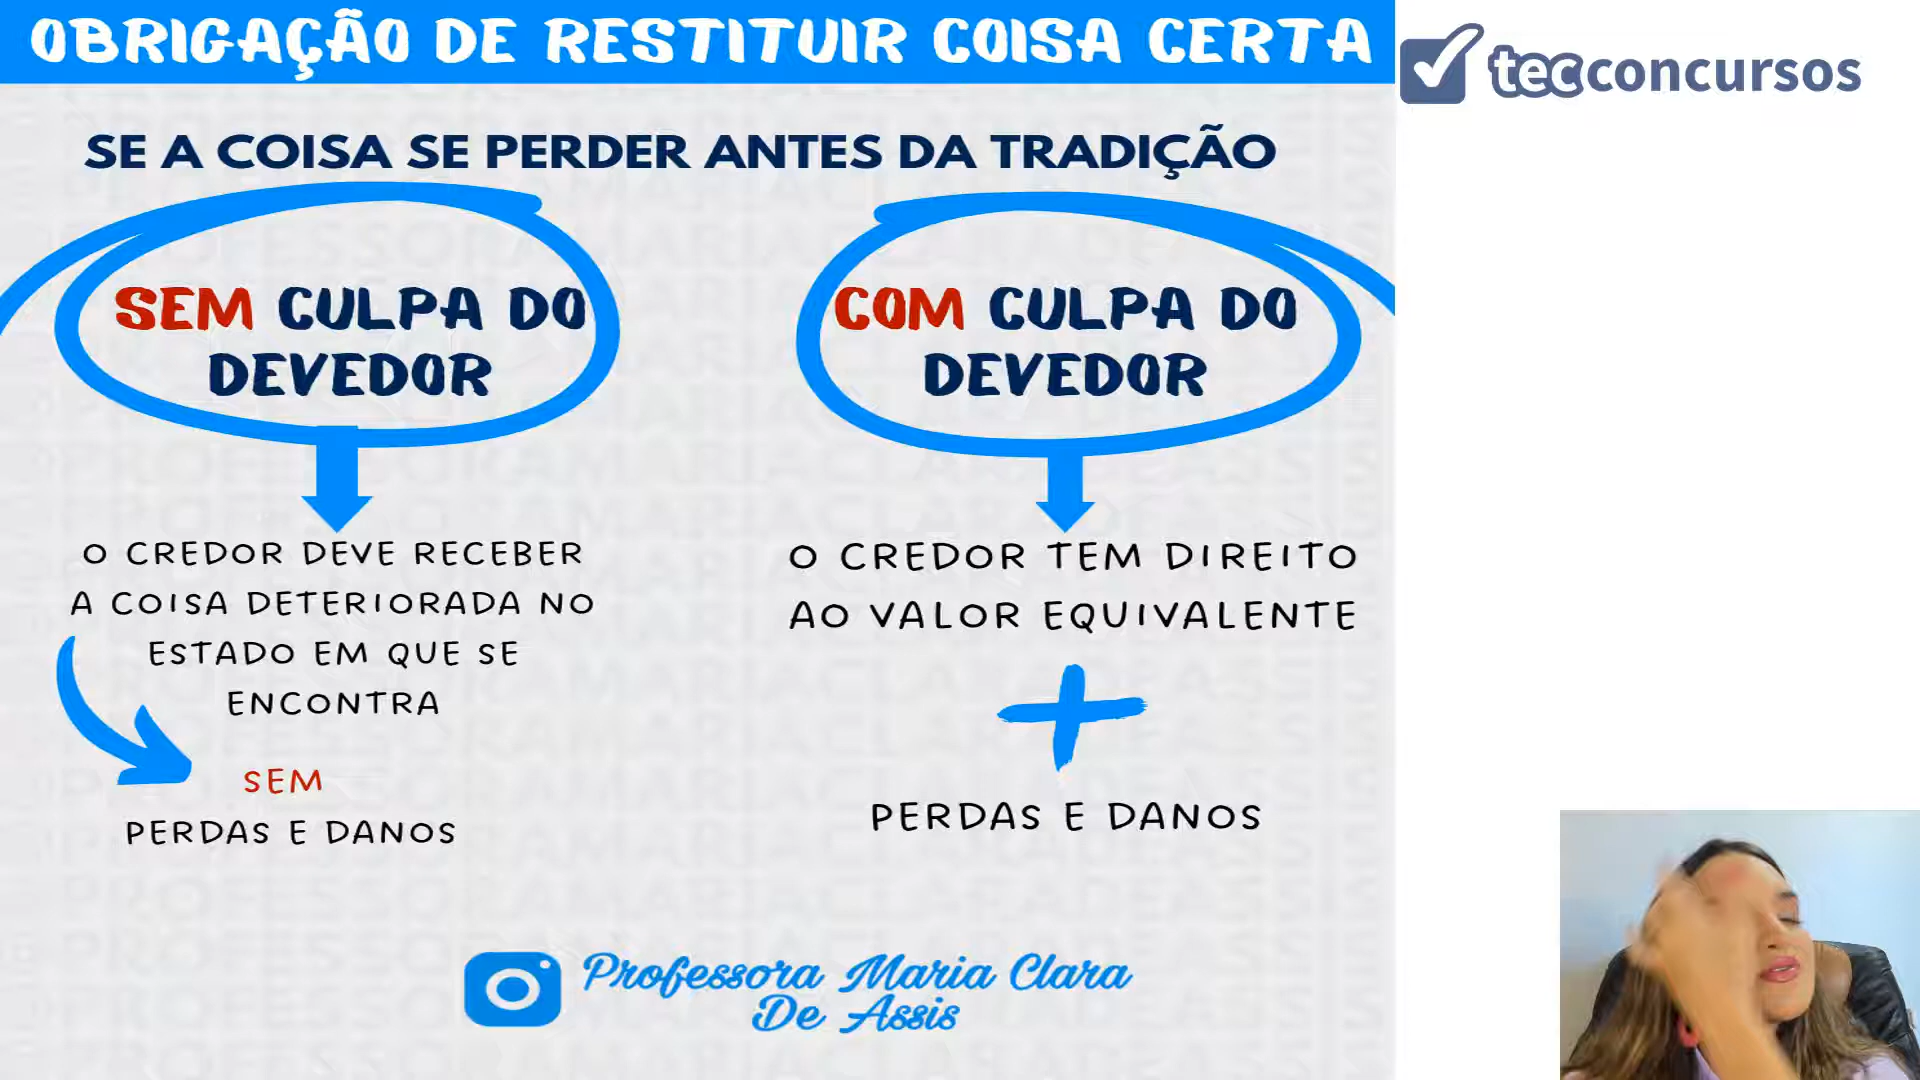 OBRIGAÇÃO DE RESTITUIR COISA CERTA
tecconcursos
SE A COISA SE PERDER ANTES DA TRADIÇÃO
SEM CULPA DO
DEVEDOR
O CREDOR DEVE RECEBER
A COISA DETERIORADA NO
ESTADO EM QUE SE
ENCONTRA
SEM
PERDAS E DANOS
COM CULPA DO
DEVEDOR
O CREDOR TEM DIREITO
AO VALOR EQUIVALENTE
PERDAS E DANOS
Professora Maria Clara
De Assis